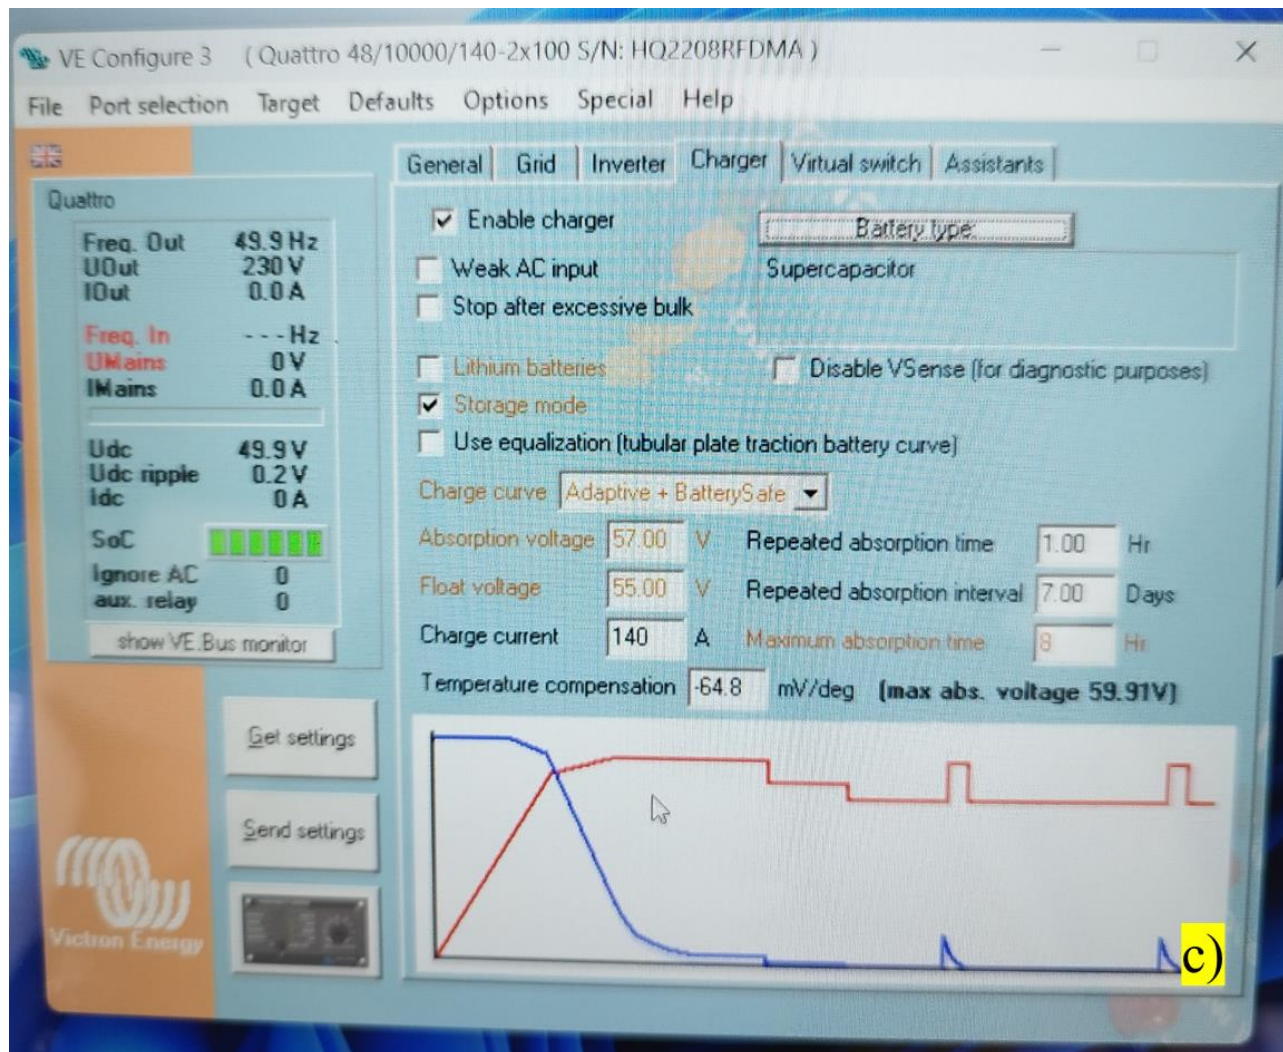 VE Configure 3 ( Quattro 48/10000/140-2x100 S/N: HQ2208RFDMA )
File Port selection Target Defaults Options Special Help
General Grid Inverter Charger Virtual switch Assistants
Quattro
Freq. Out 49.9 Hz
UOut 230 V
IOut 0.0 A
Freq. In - - - Hz
UMains 0 V
IMains 0.0 A
Udc 49.9 V
Udc ripple 0.2 V
Idc 0 A
SoC
Ignore AC 0
aux. relay 0
show VE.Bus monitor
Get settings
Send settings
Victron Energy
Enable charger
Battery type:
Weak AC input
Supercapacitor
Stop after excessive bulk
Lithium batteries
Disable VSense (for diagnostic purposes)
Storage mode
Use equalization (tubular plate traction battery curve)
Charge curve Adaptive + BatterySafe
Absorption voltage 57.00 V Repeated absorption time 1.00 Hr
Float voltage 55.00 V Repeated absorption interval 7.00 Days
Charge current 140 A Maximum absorption time 8 Hr
Temperature compensation -64.8 mV/deg (max abs. voltage 59.91V)
c)